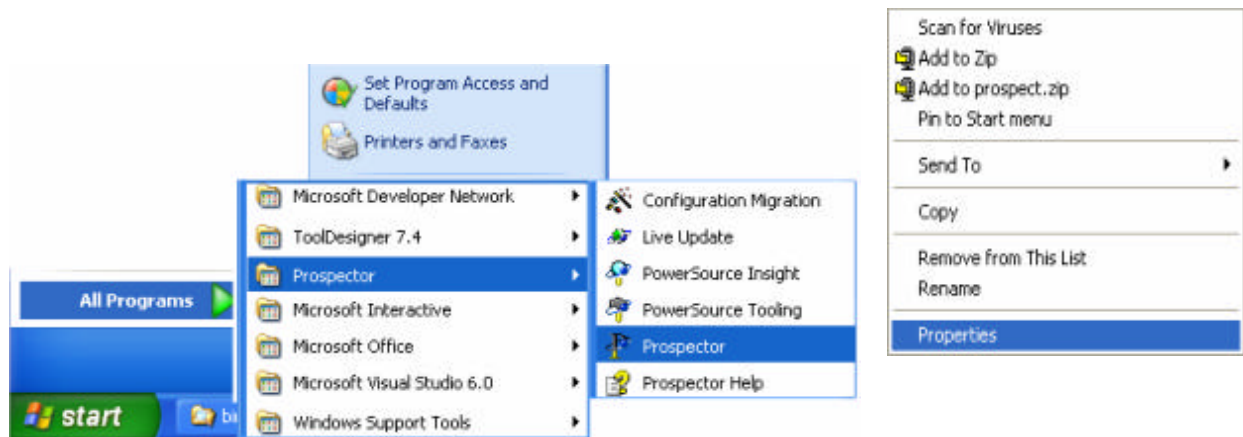 Set Program Access and
Defaults
Printers and Faxes
Microsoft Developer Network
ToolDesigner 7.4
Prospector
Microsoft Interactive
Microsoft Office
Microsoft Visual Studio 6.0
Windows Support Tools
All Programs
start
Configuration Migration
Live Update
PowerSource Insight
PowerSource Tooling
Prospector
Prospector Help
Scan for Viruses
Add to Zip
Add to prospect.zip
Pin to Start menu
Send To
Copy
Remove from This List
Rename
Properties